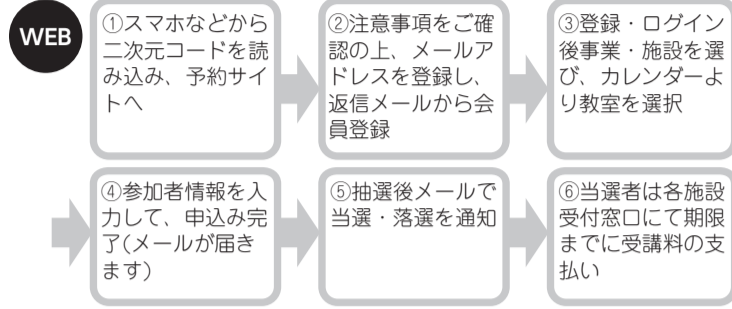 WEB
①スマホなどから
二次元コードを読
み込み、予約サイ
トへ
②注意事項をご確
認の上、メールア
ドレスを登録し、
返信メールから会
員登録
③登録・ログイン
後事業・施設を選
び、カレンダーよ
り教室を選択
④参加者情報を入
力して、申込み完
了(メールが届き
ます)
⑤抽選後メールで
当選・落選を通知
⑥当選者は各施設
受付窓口にて期限
までに受講料の支
払い